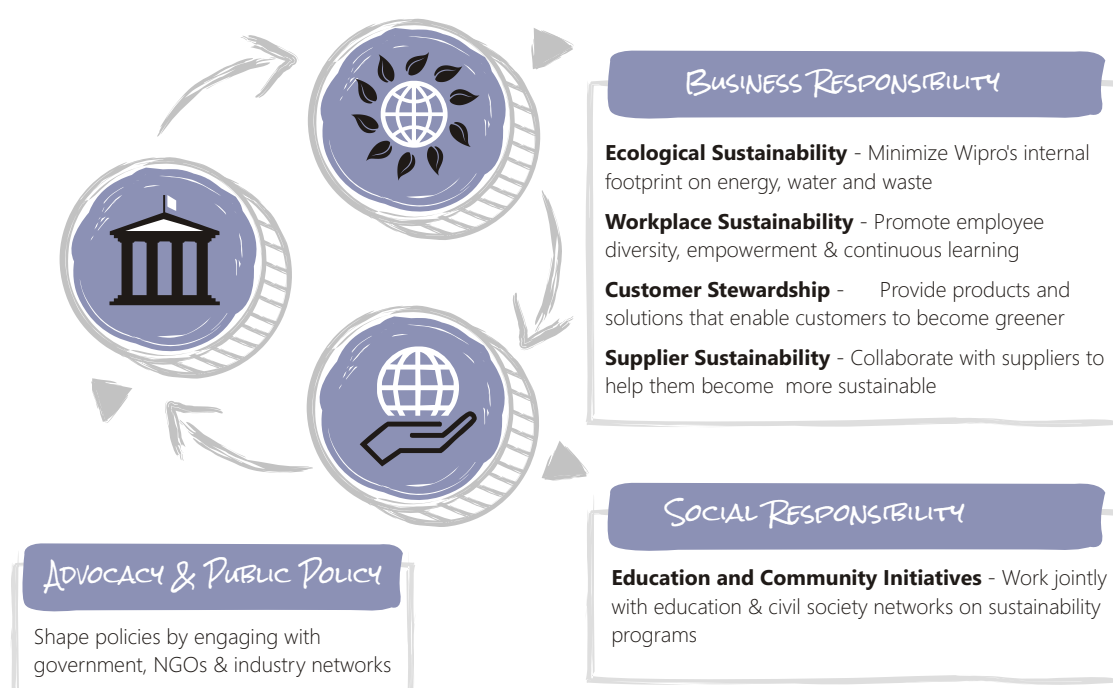 BUSINESS RESPONSIBILITY
Ecological Sustainability - Minimize Wipro's internal
footprint on energy, water and waste
Workplace Sustainability - Promote employee
diversity, empowerment & continuous learning
Customer Stewardship - Provide products and
solutions that enable customers to become greener
Supplier Sustainability - Collaborate with suppliers to
help them become more sustainable
SOCIAL RESPONSIBILITY
Education and Community Initiatives - Work jointly
with education & civil society networks on sustainability
programs
ADVOCACY & PUBLIC POLICY
Shape policies by engaging with
government, NGOs & industry networks